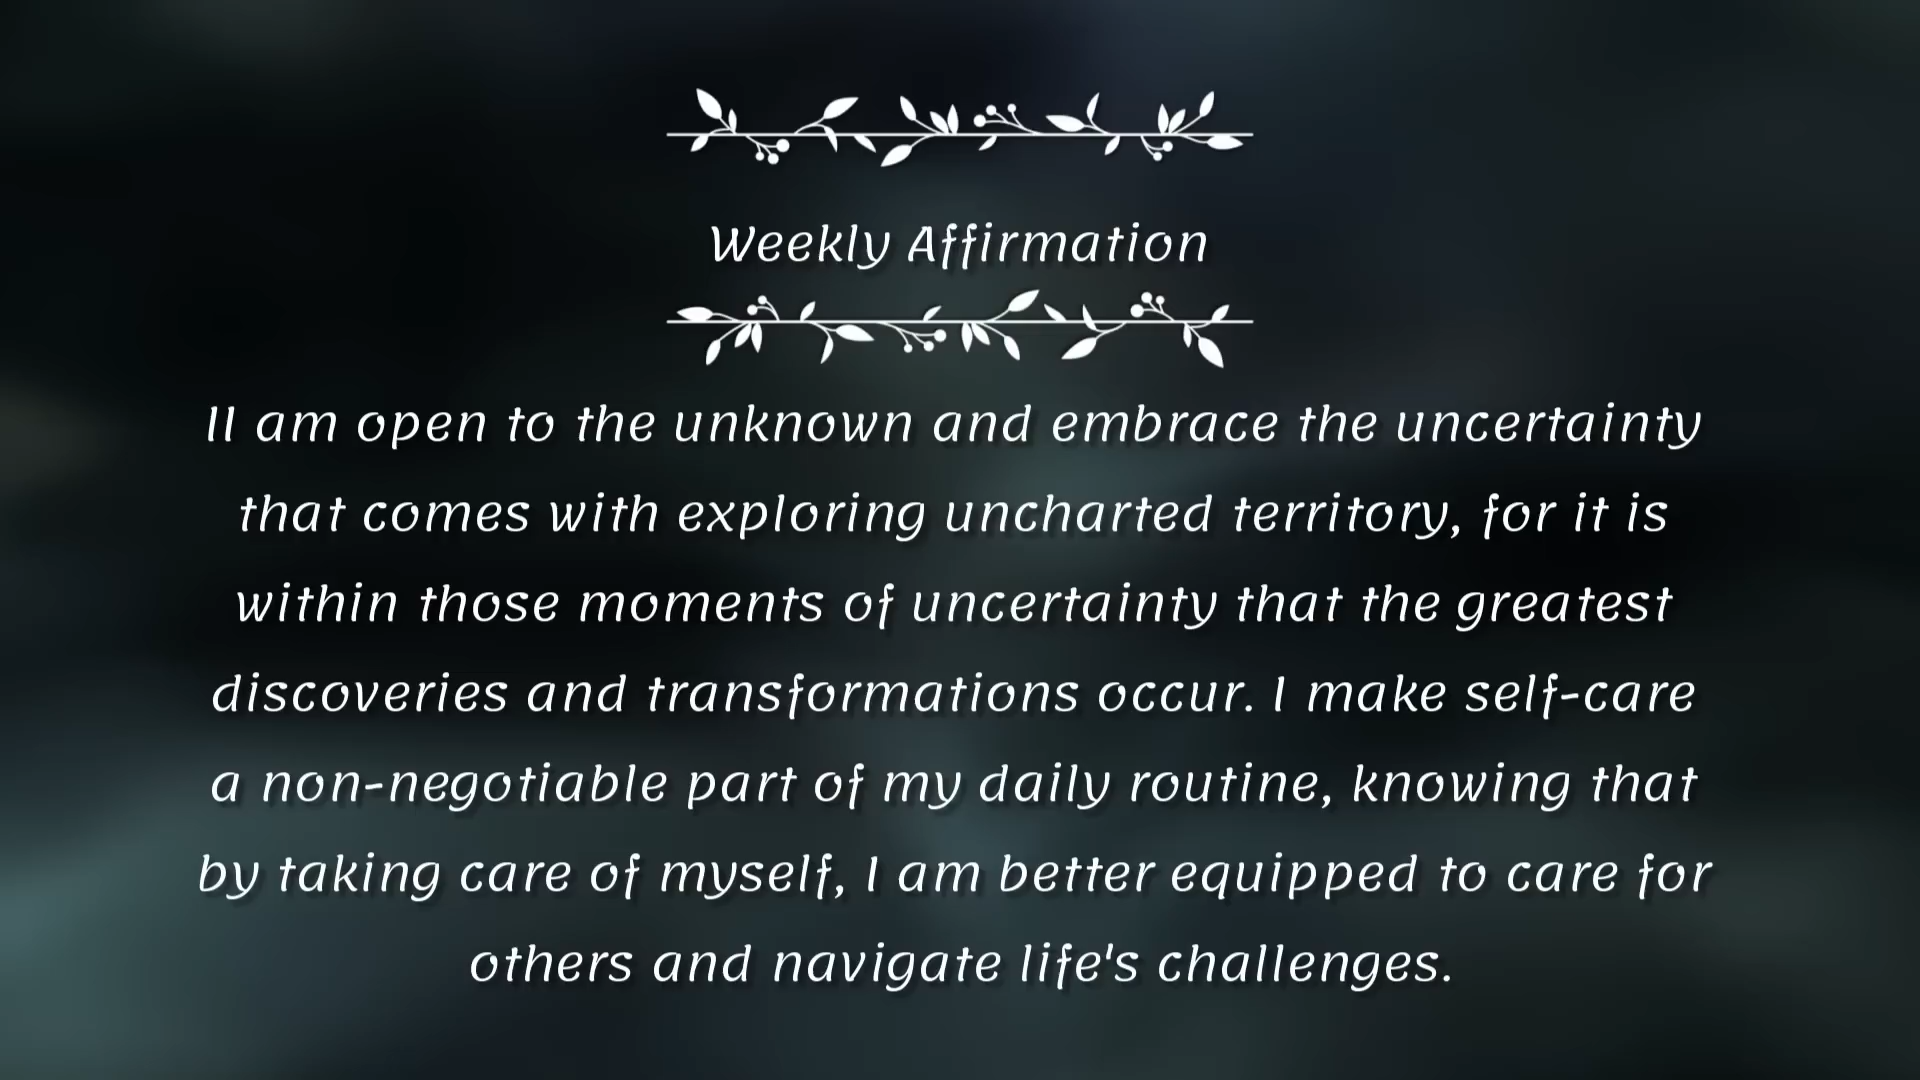 Weekly Affirmation
II am open to the unknown and embrace the uncertainty
that comes with exploring uncharted territory, for it is
within those moments of uncertainty that the greatest
discoveries and transformations occur. I make self-care
a non-negotiable part of my daily routine, knowing that
by taking care of myself, I am better equipped to care for
others and navigate life's challenges.